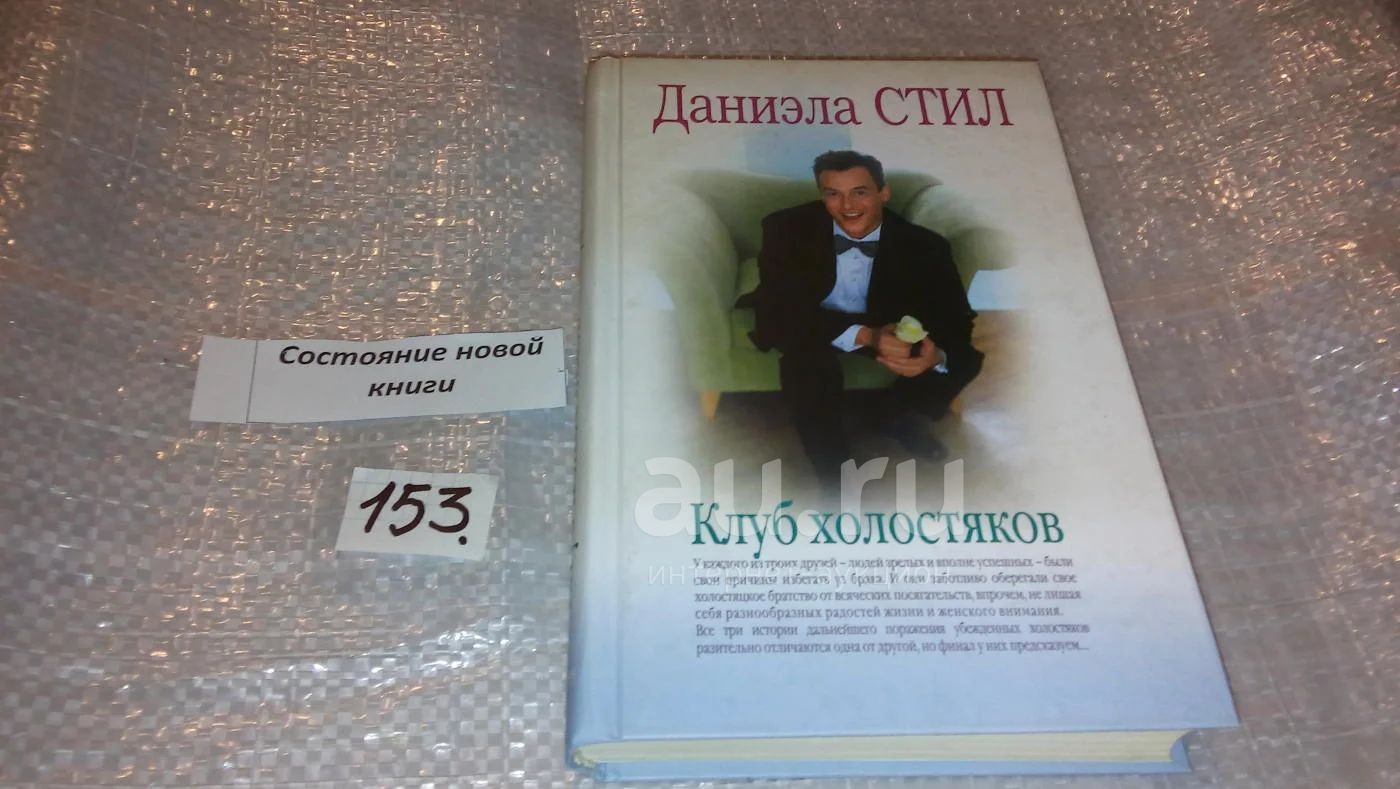 Даниэла СТИЛ
Состояние новой
книги
153.
au.ru
Клуб холостяков
У каждого из троих друзей – людей зрелых и вполне успешных – были
свои причины избегать уз брака. И они заботливо оберегали свое
холостяцкое братство от всяческих посягательств, впрочем, не лишая
себя разнообразных радостей жизни и женского внимания.
Все три истории дальнейшего поражения убежденных холостяков
разительно отличаются одна от другой, но финал у них предсказуем...